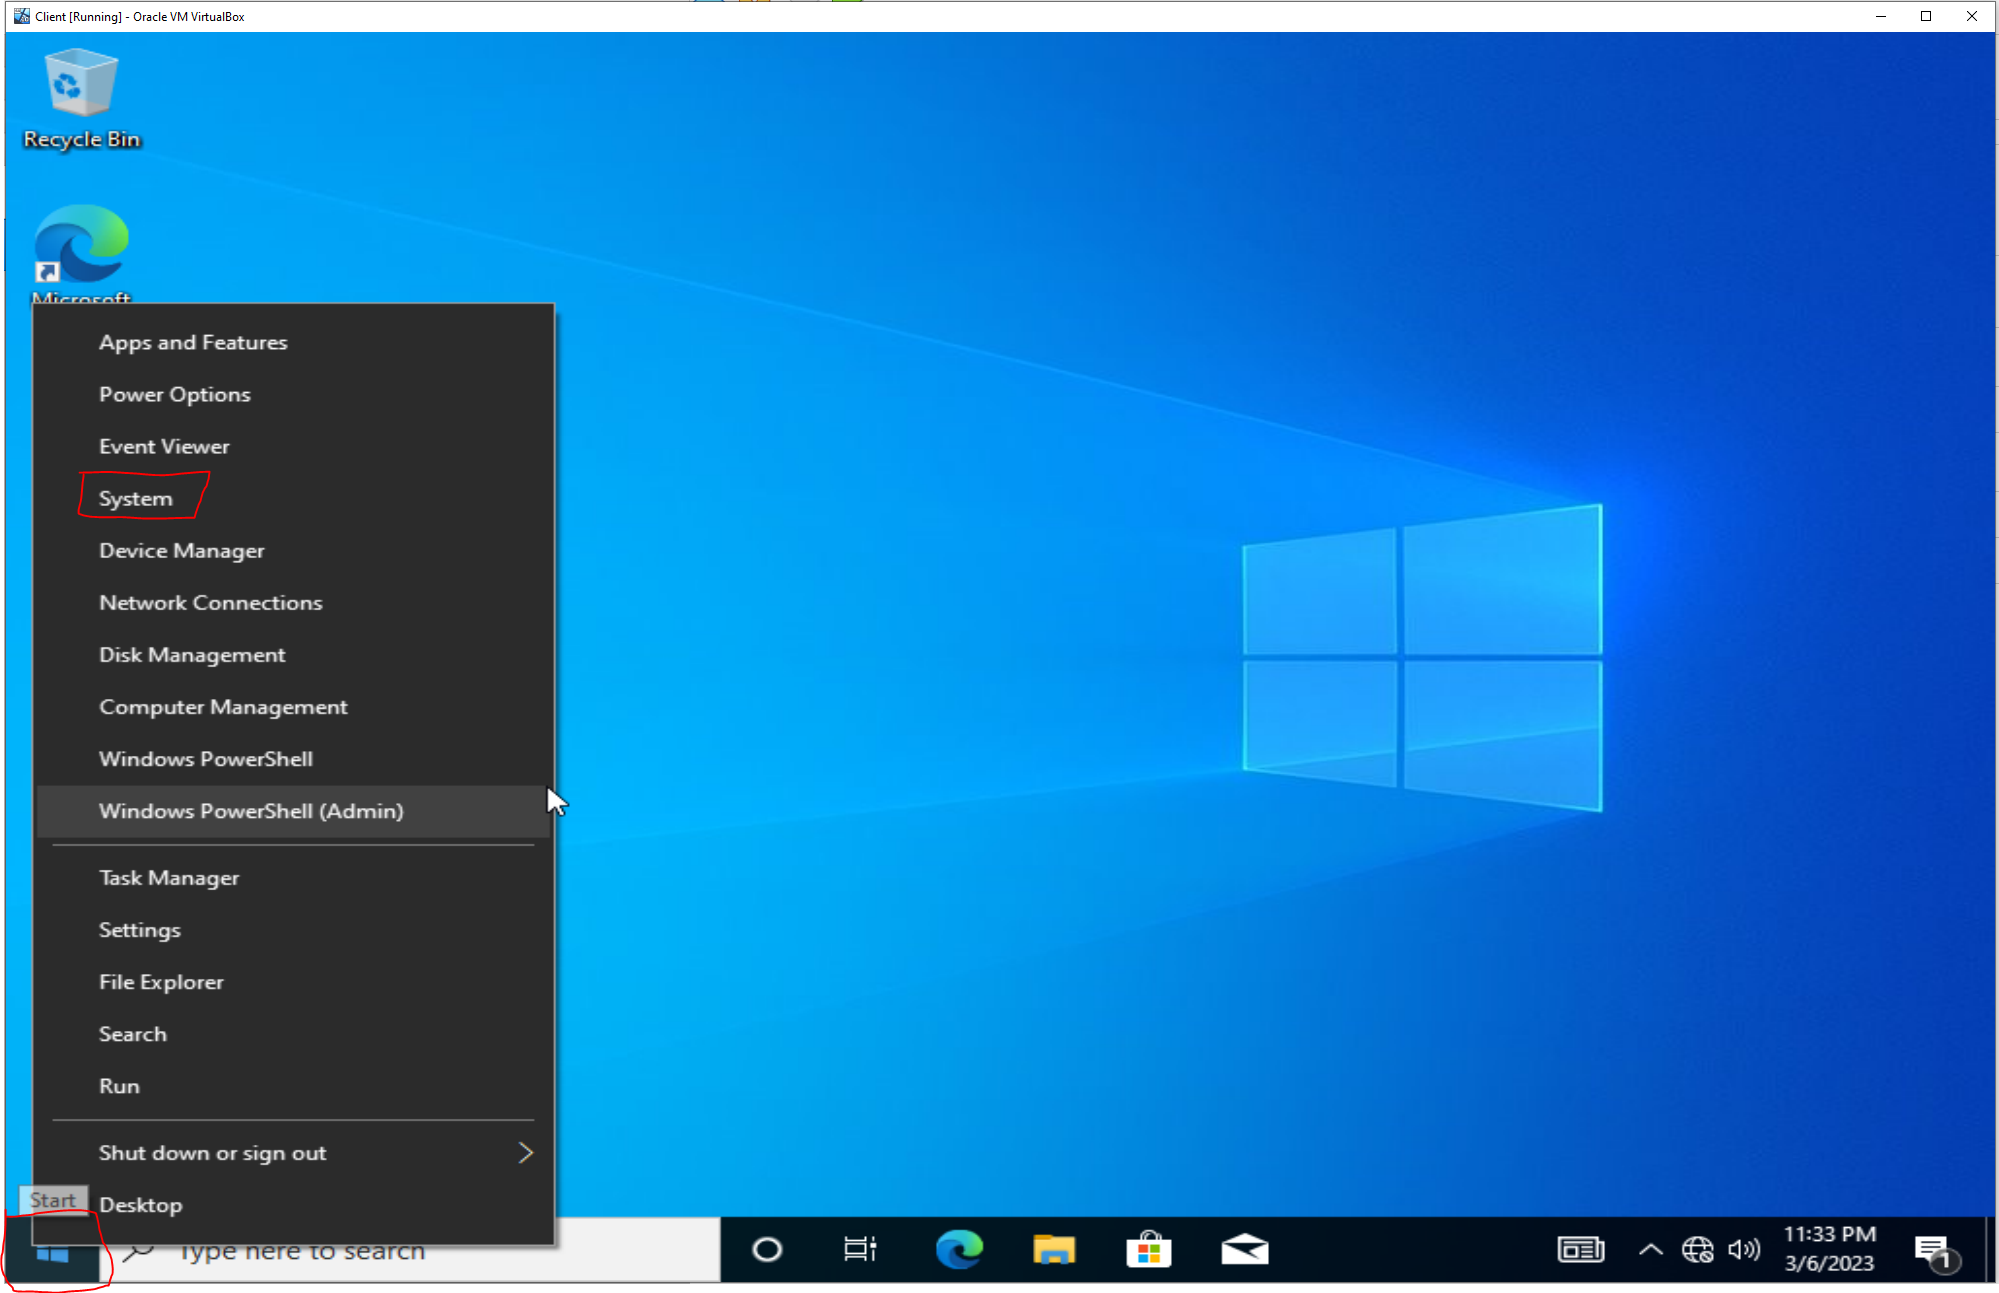 Client [Running] - Oracle VM VirtualBox
Recycle Bin
Microsoft
Apps and Features
Power Options
Event Viewer
System
Device Manager
Network Connections
Disk Management
Computer Management
Windows PowerShell
Windows PowerShell (Admin)
Task Manager
Settings
File Explorer
Search
Run
Shut down or sign out
Desktop
Start
Type here to search
11:33 PM
3/6/2023
1